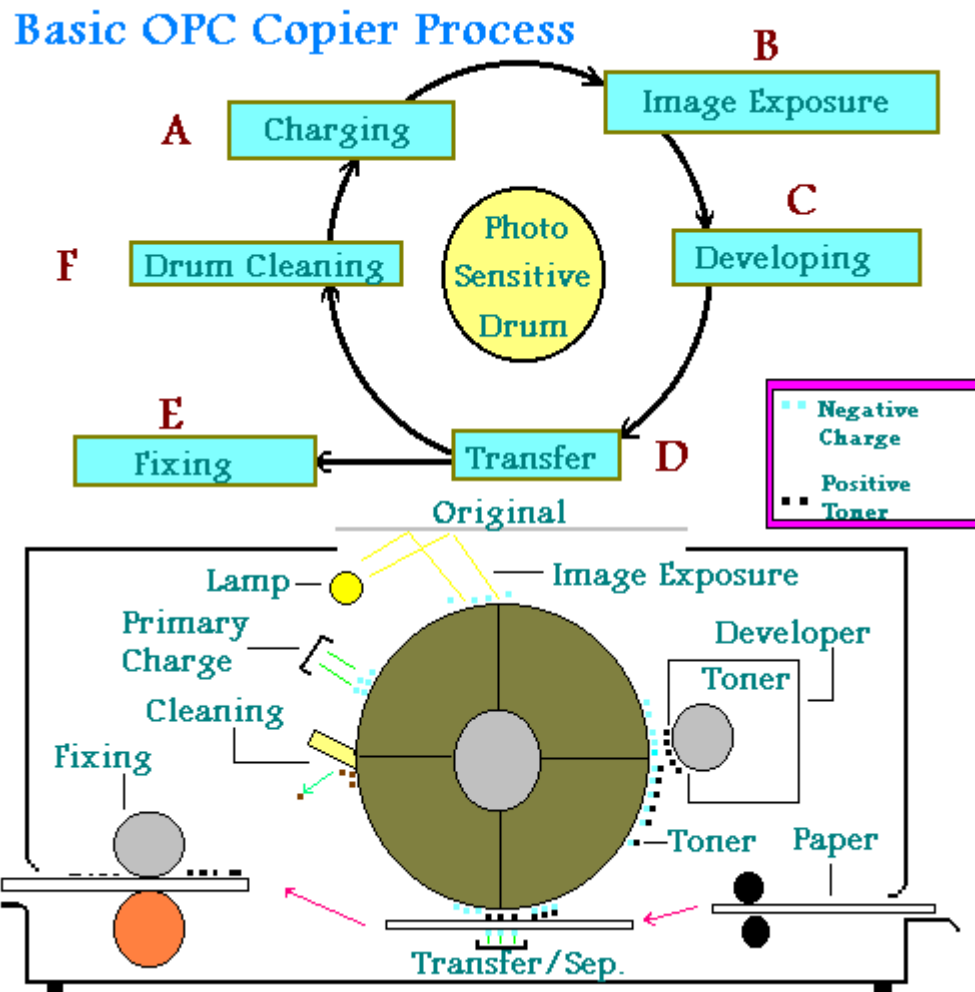 Basic OPC Copier Process
B
Image Exposure
A
Charging
C
Developing
F
Drum Cleaning
Photo
Sensitive
Drum
E
Fixing
Transfer
D
Negative
Charge
Positive
Toner
Original
Lamp
Image Exposure
Primary
Charge
Developer
Toner
Cleaning
Fixing
Toner
Paper
Transfer/Sep.